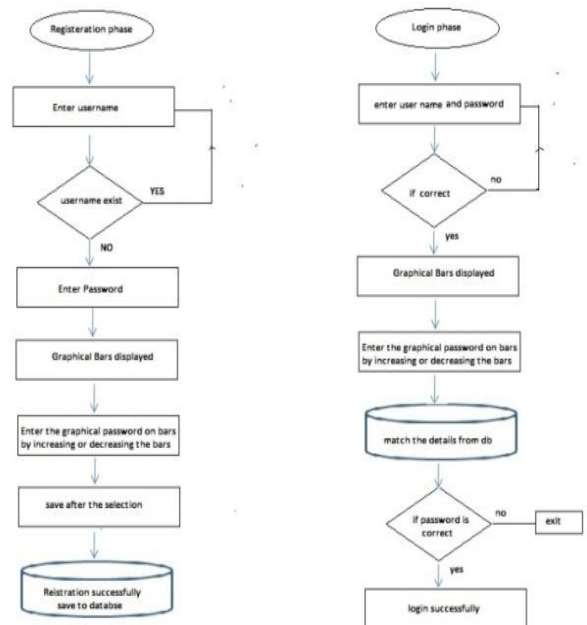 Registeration phase
Enter username
username exist
YES
NO
Enter Password
Graphical Bars displayed
Enter the graphical password on bars
by increasing or decreasing the bars
save after the selection
Reistration successfully
save to databse
Login phase
enter user name and password
if correct
no
yes
Graphical Bars displayed
Enter the graphical password on bars
by increasing or decreasing the bars
match the details from db
if password is
correct
no
exit
yes
login successfully